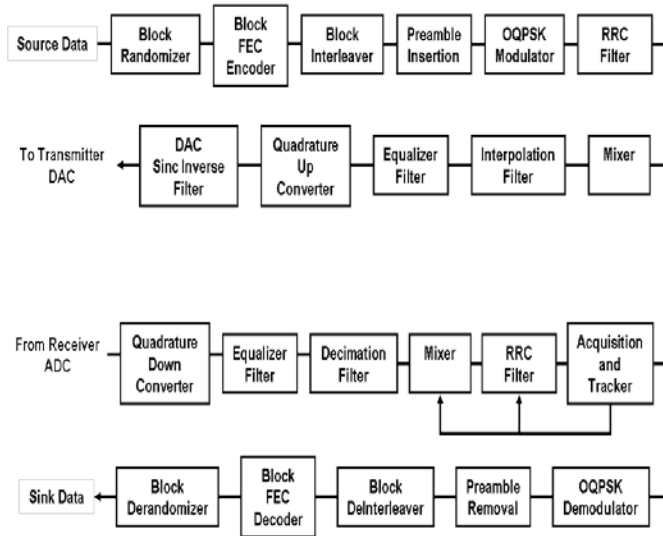 Source Data
Block
Randomizer
Block
FEC
Encoder
Block
Interleaver
Preamble
Insertion
OQPSK
Modulator
RRC
Filter
To Transmitter
DAC
DAC
Sinc Inverse
Filter
Quadrature
Up
Converter
Equalizer
Filter
Interpolation
Filter
Mixer
From Receiver
ADC
Quadrature
Down
Converter
Equalizer
Filter
Decimation
Filter
Mixer
RRC
Filter
Acquisition
and
Tracker
Sink Data
Block
Derandomizer
Block
FEC
Decoder
Block
DeInterleaver
Preamble
Removal
OQPSK
Demodulator